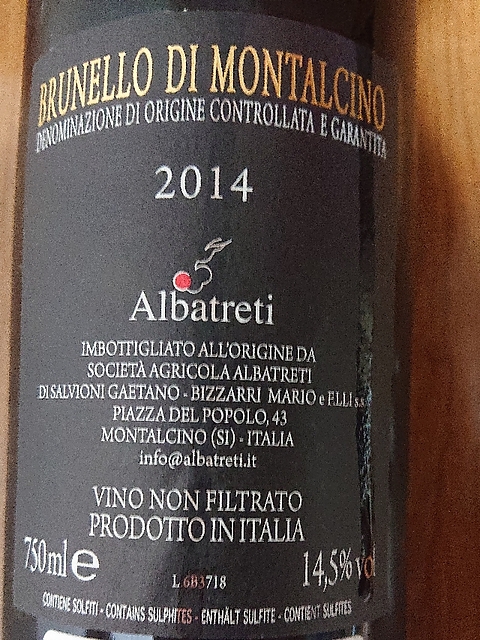 BRUNELLO DI MONTALCINO
DENOMINAZIONE DI ORIGINE CONTROLLATA E GARANTITA
2014
Albatreti
IMBOTTIGLIATO ALL'ORIGINE DA
SOCIETÀ AGRICOLA ALBATRETI
DI SALVIONI GAETANO - BIZZARRI MARIO e F.LLI s.s.
PIAZZA DEL POPOLO, 43
MONTALCINO (SI) - ITALIA
info@albatreti.it
VINO NON FILTRATO
PRODOTTO IN ITALIA
750ml e
L 6B3718
14,5% vol
CONTIENE SOLFITI - CONTAINS SULPHITES - ENTHÄLT SULFITE - CONTIENT SULFITES